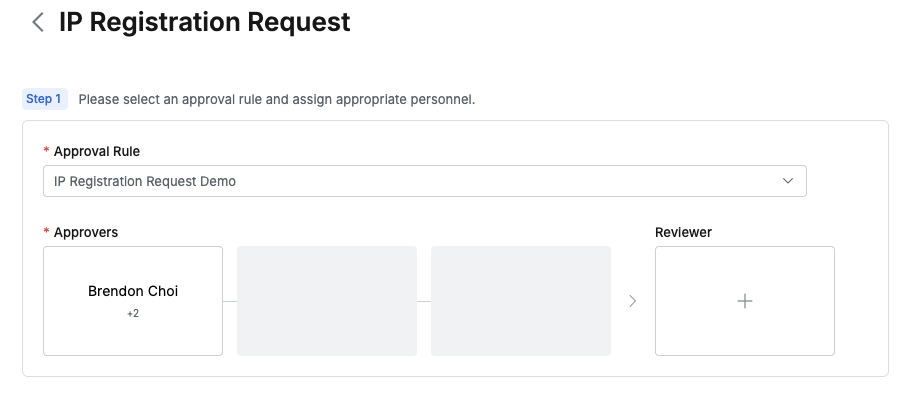 IP Registration Request
Step 1 Please select an approval rule and assign appropriate personnel.
* Approval Rule
IP Registration Request Demo
* Approvers
Reviewer
Brendon Choi
+2